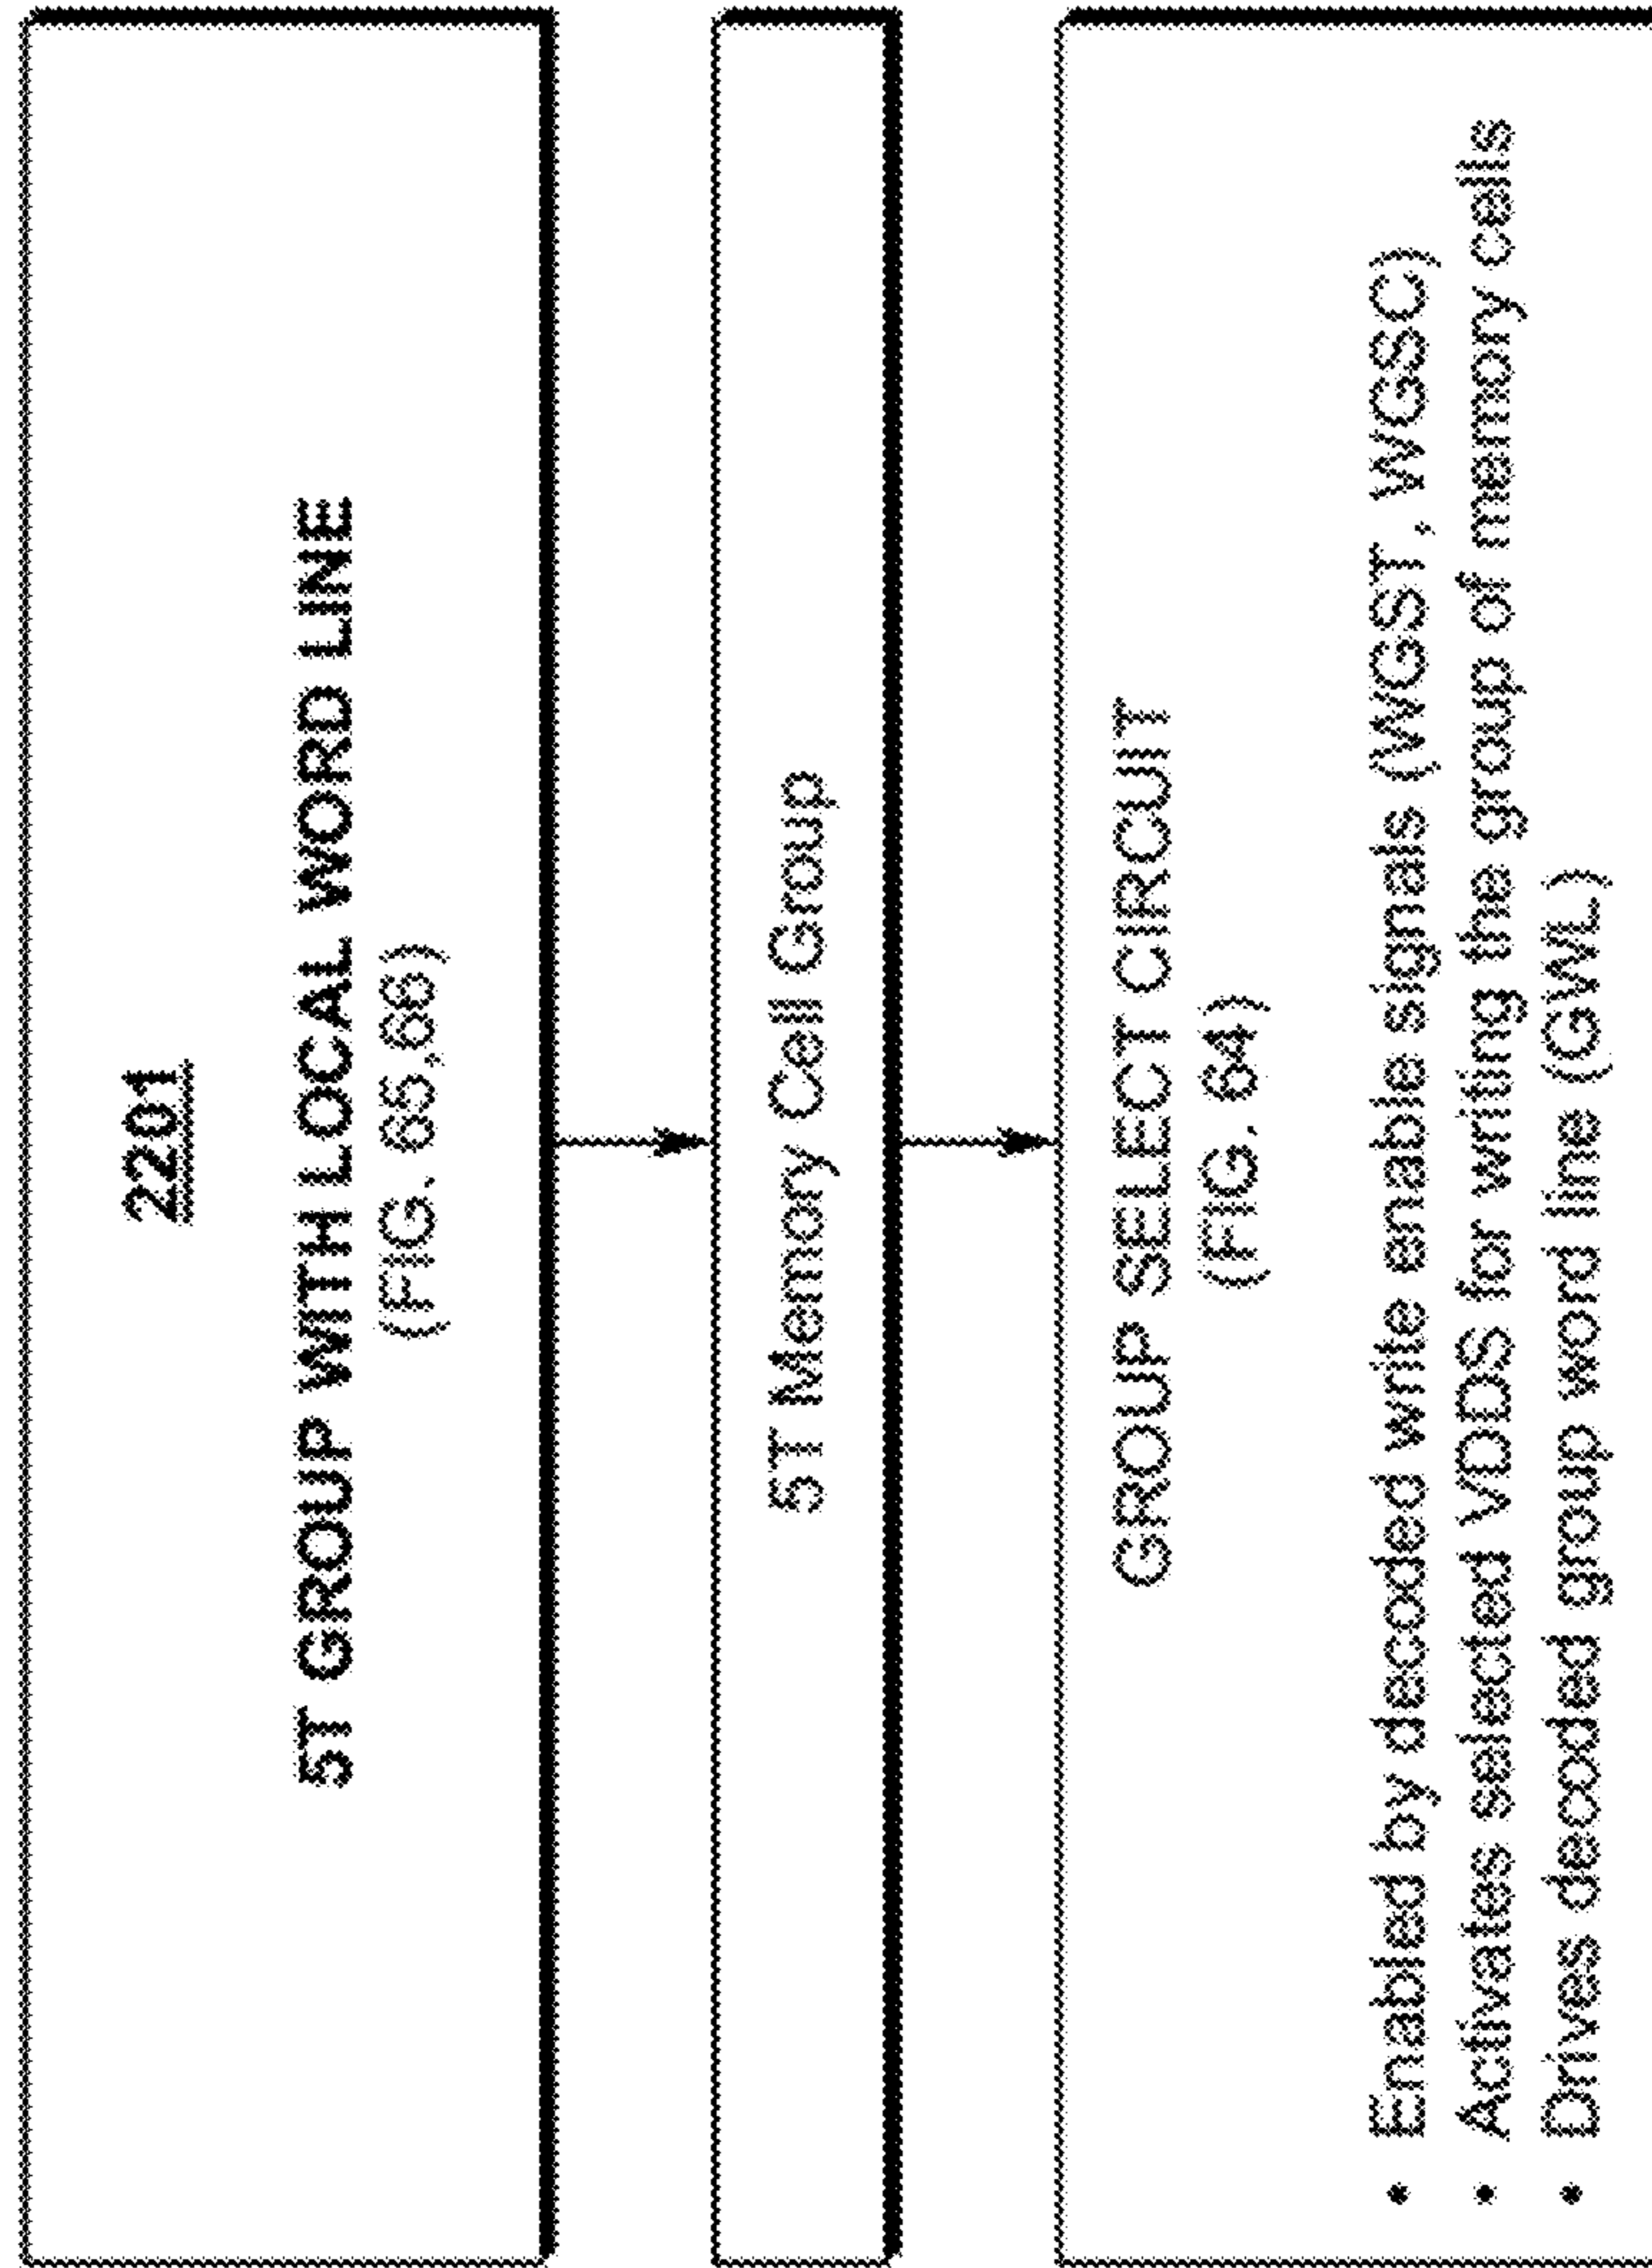 2201
5T GROUP WITH LOCAL WORD LINE
(FIG. 65,66)
5T Memory Cell Group
GROUP SELECT CIRCUIT
(FIG. 64)
• Enabled by decoded write enable signals (WGST, WGSC)
• Activates selected VDDS for writing the group of memory cells
• Drives decoded group word line (GWL)